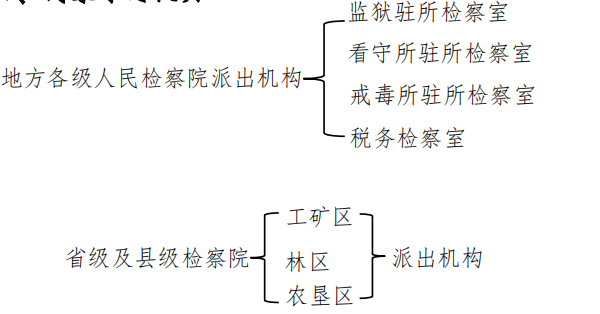 监狱驻所检察室
看守所驻所检察室
地方各级人民检察院派出机构
戒毒所驻所检察室
税务检察室
工矿区
省级及县级检察院
林区
派出机构
农垦区